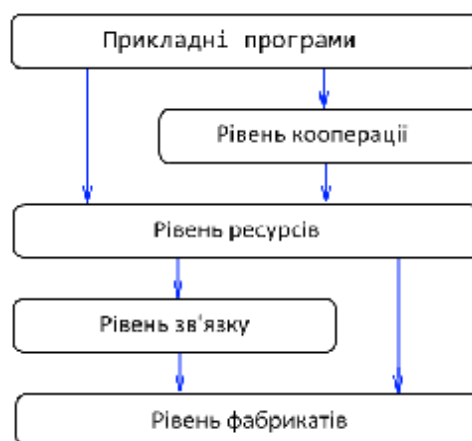 Прикладні програми
Рівень кооперації
Рівень ресурсів
Рівень зв'язку
Рівень фабрикатів